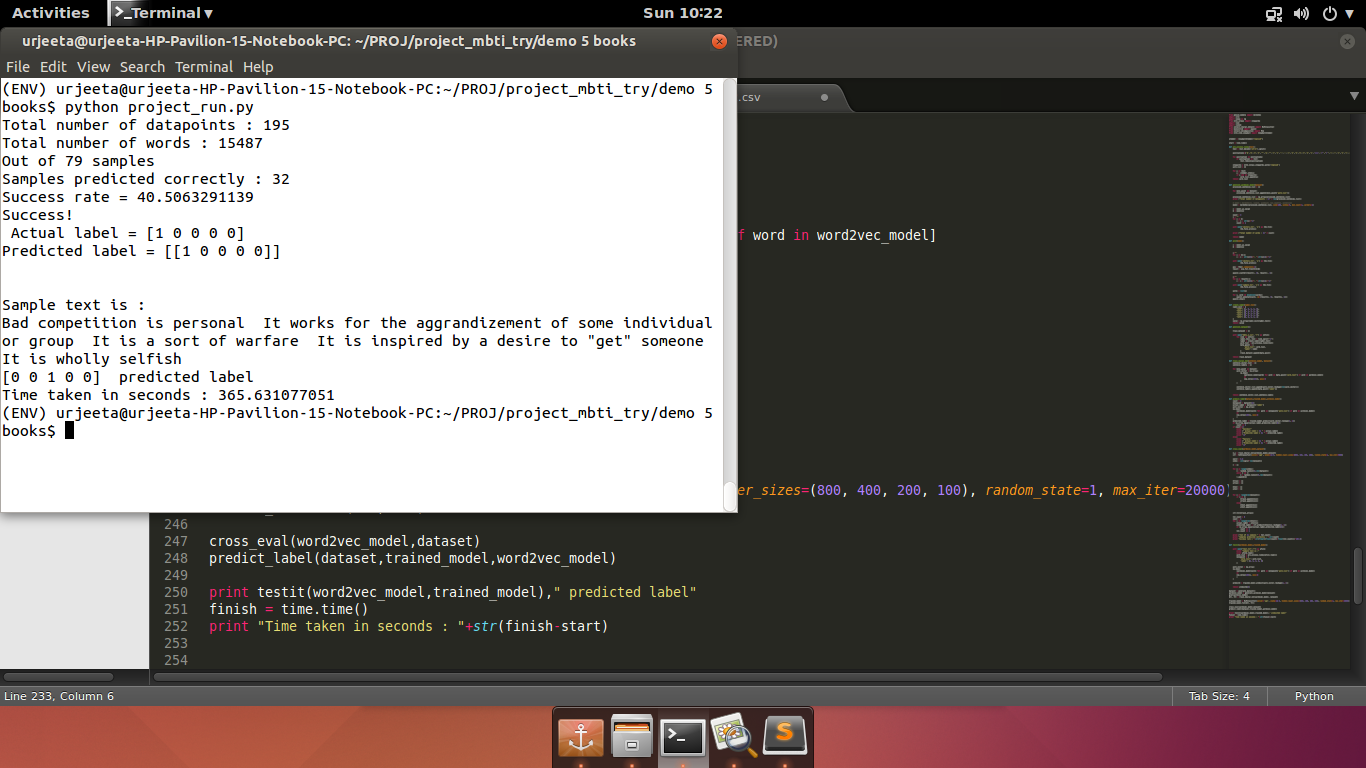 Activities
Terminal ▾
Sun 10:22
urjeeta@urjeeta-HP-Pavilion-15-Notebook-PC: ~/PROJ/project_mbti_try/demo 5 books
ERED)
File Edit View Search Terminal Help
.csv
(ENV) urjeeta@urjeeta-HP-Pavilion-15-Notebook-PC:~/PROJ/project_mbti_try/demo 5
books$ python project_run.py
Total number of datapoints : 195
Total number of words : 15487
Out of 79 samples
Samples predicted correctly : 32
Success rate = 40.5063291139
Success!
Actual label = [1 0 0 0 0]
Predicted label = [[1 0 0 0 0]]
Sample text is :
Bad competition is personal  It works for the aggrandizement of some individual
or group  It is a sort of warfare  It is inspired by a desire to "get" someone
It is wholly selfish
[0 0 1 0 0]  predicted label
Time taken in seconds : 365.631077051
(ENV) urjeeta@urjeeta-HP-Pavilion-15-Notebook-PC:~/PROJ/project_mbti_try/demo 5
books$
f word in word2vec_model]
er_sizes=(800, 400, 200, 100), random_state=1, max_iter=20000)
246
247 cross_eval(word2vec_model,dataset)
248 predict_label(dataset,trained_model,word2vec_model)
249
250 print testit(word2vec_model,trained_model)," predicted label"
251 finish = time.time()
252 print "Time taken in seconds : "+str(finish-start)
253
254
Line 233, Column 6
Tab Size: 4
Python